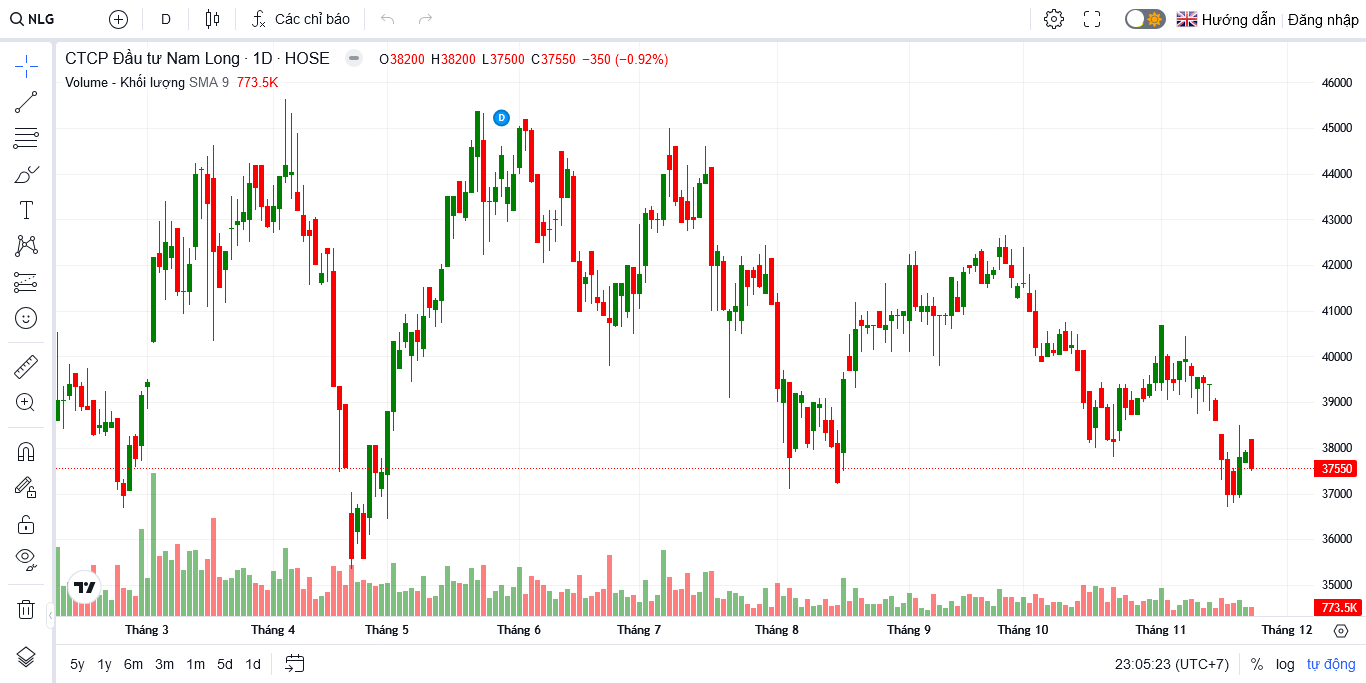 NLG D Các chỉ báo Hướng dẫn Đăng nhập
CTCP Đầu tư Nam Long · 1D · HOSE O38200 H38200 L37500 C37550 −350 (−0.92%)
Volume - Khối lượng SMA 9 773.5K
D
46000
45000
44000
43000
42000
41000
40000
39000
38000
37550
37000
36000
35000
773.5K
Tháng 3 Tháng 4 Tháng 5 Tháng 6 Tháng 7 Tháng 8 Tháng 9 Tháng 10 Tháng 11 Tháng 12
5y 1y 6m 3m 1m 5d 1d 23:05:23 (UTC+7) % log tự động